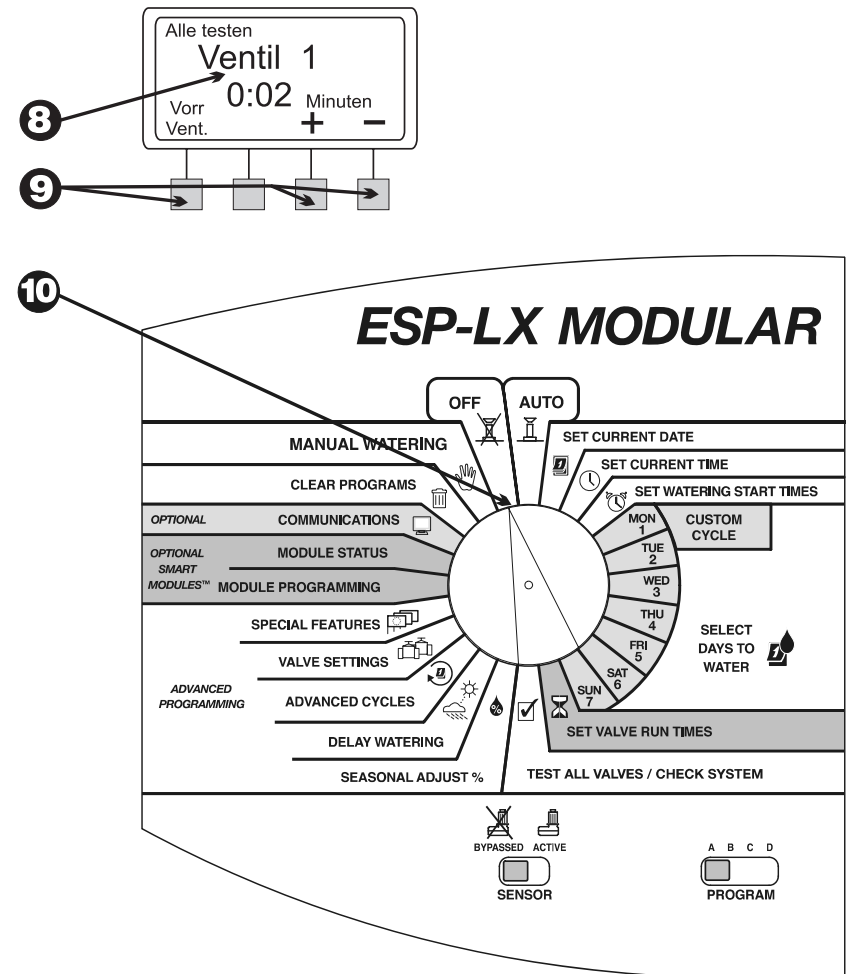 Alle testen
Ventil 1
0:02 Minuten
Vorr
Vent.
+ −
8
9
10
ESP-LX MODULAR
OFF
AUTO
MANUAL WATERING
CLEAR PROGRAMS
OPTIONAL
COMMUNICATIONS
OPTIONAL
SMART
MODULES™
MODULE STATUS
MODULE PROGRAMMING
SPECIAL FEATURES
VALVE SETTINGS
ADVANCED
PROGRAMMING
ADVANCED CYCLES
DELAY WATERING
SEASONAL ADJUST %
%
SET CURRENT DATE
1
SET CURRENT TIME
SET WATERING START TIMES
MON
1
TUE
2
WED
3
THU
4
FRI
5
SAT
6
SUN
7
CUSTOM
CYCLE
SELECT
DAYS TO
WATER
1
SET VALVE RUN TIMES
TEST ALL VALVES / CHECK SYSTEM
BYPASSED ACTIVE
SENSOR
A B C D
PROGRAM